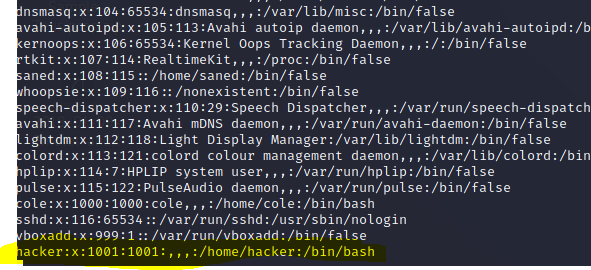 dnsmasq:x:104:65534:dnsmasq,,,:/var/lib/misc:/bin/false
avahi-autoipd:x:105:113:Avahi autoip daemon,,,:/var/lib/avahi-autoipd:/b
kernoops:x:106:65534:Kernel Oops Tracking Daemon,,,:/:/bin/false
rtkit:x:107:114:RealtimeKit,,,:/proc:/bin/false
saned:x:108:115::/home/saned:/bin/false
whoopsie:x:109:116::/nonexistent:/bin/false
speech-dispatcher:x:110:29:Speech Dispatcher,,,:/var/run/speech-dispatc
avahi:x:111:117:Avahi mDNS daemon,,,:/var/run/avahi-daemon:/bin/false
lightdm:x:112:118:Light Display Manager:/var/lib/lightdm:/bin/false
colord:x:113:121:colord colour management daemon,,,:/var/lib/colord:/bin
hplip:x:114:7:HPLIP system user,,,:/var/run/hplip:/bin/false
pulse:x:115:122:PulseAudio daemon,,,:/var/run/pulse:/bin/false
cole:x:1000:1000:cole,,,:/home/cole:/bin/bash
sshd:x:116:65534::/var/run/sshd:/usr/sbin/nologin
vboxadd:x:999:1::/var/run/vboxadd:/bin/false
hacker:x:1001:1001:,,,:/home/hacker:/bin/bash